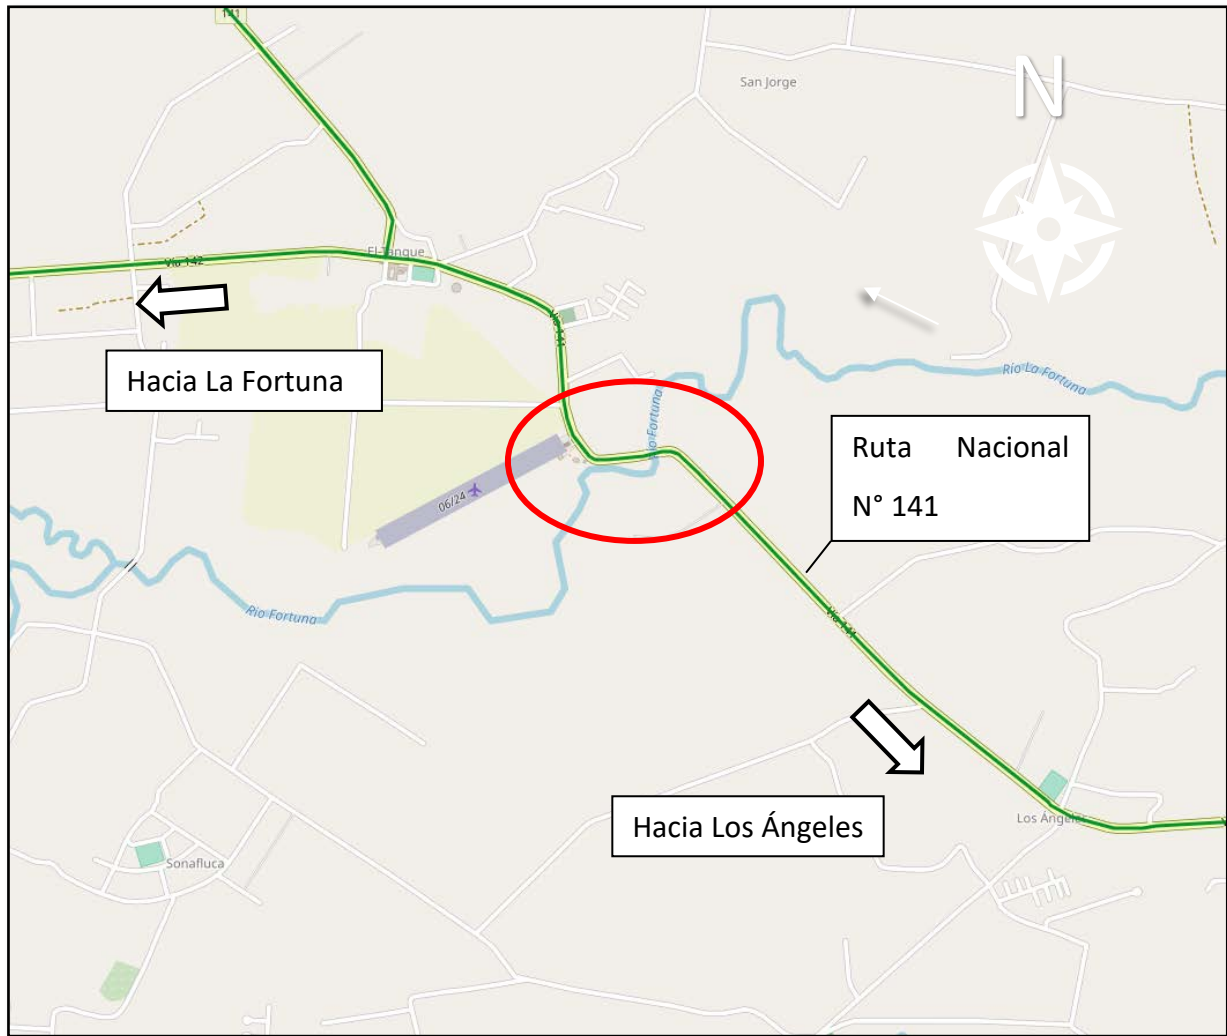 141
San Jorge
N
El Tanque
Vía 142
Hacia La Fortuna
Vía 141
Río La Fortuna
Río Fortuna
Ruta Nacional
N° 141
06/24
Río Fortuna
Vía 141
Hacia Los Ángeles
Los Ángeles
Sonafluca